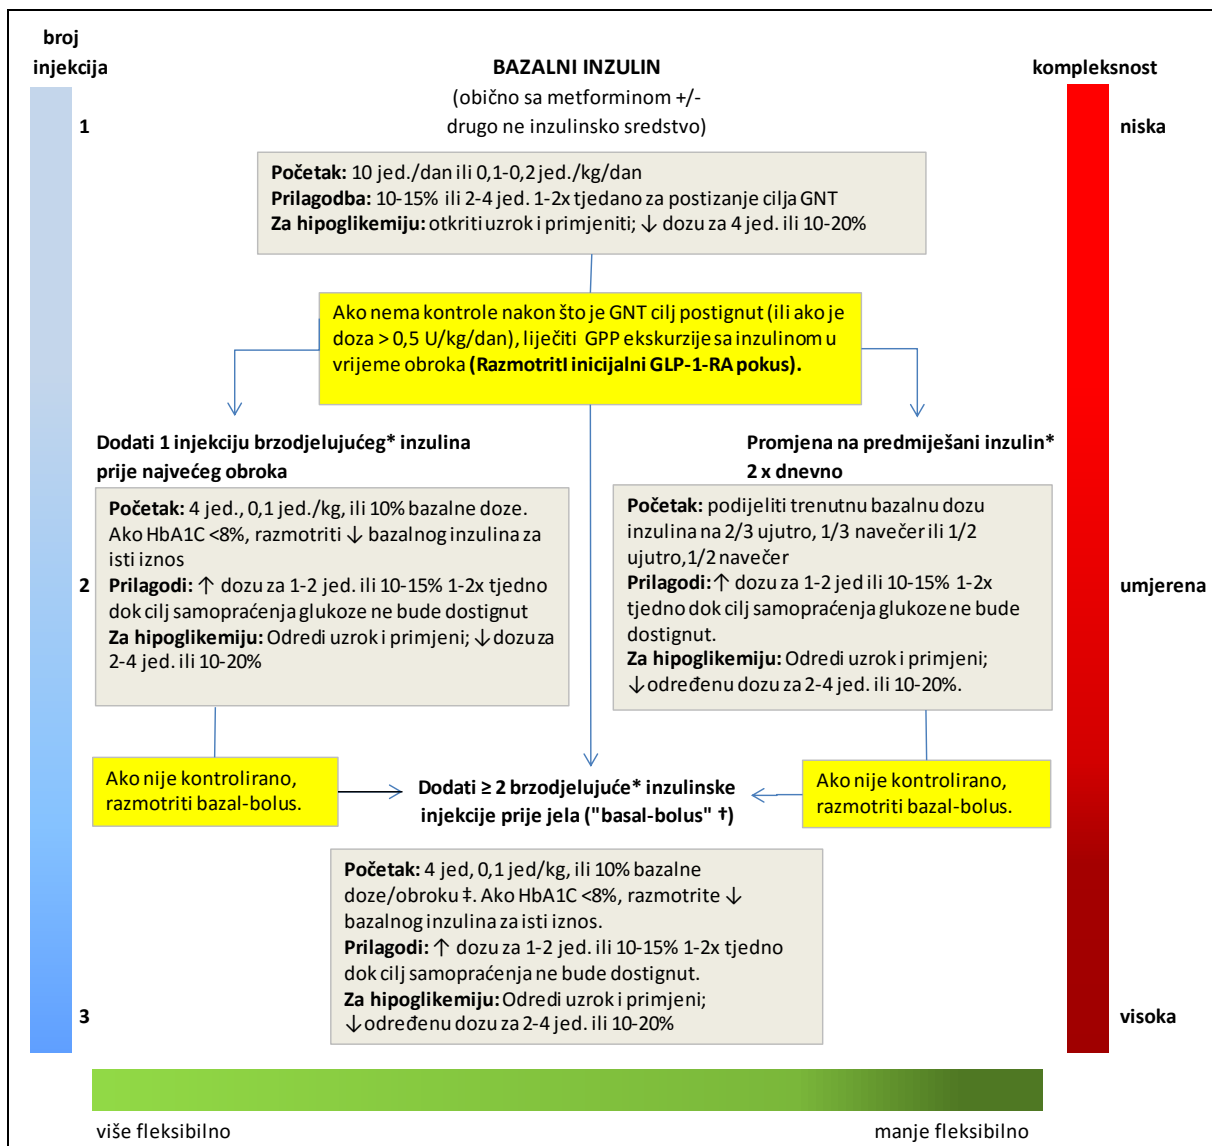 broj
injekcija
BAZALNI INZULIN
kompleksnost
(obično sa metforminom +/-
drugo ne inzulinsko sredstvo)
1
niska
Početak: 10 jed./dan ili 0,1-0,2 jed./kg/dan
Prilagodba: 10-15% ili 2-4 jed. 1-2x tjedano za postizanje cilja GNT
Za hipoglikemiju: otkriti uzrok i primjeniti; ↓ dozu za 4 jed. ili 10-20%
Ako nema kontrole nakon što je GNT cilj postignut (ili ako je
doza > 0,5 U/kg/dan), liječiti GPP ekskurzije sa inzulinom u
vrijeme obroka (RazmotritI inicijalni GLP-1-RA pokus).
Dodati 1 injekciju brzodjelujućeg* inzulina
prije najvećeg obroka
Početak: 4 jed., 0,1 jed./kg, ili 10% bazalne doze.
Ako HbA1C <8%, razmotriti ↓ bazalnog inzulina za
isti iznos
2
Prilagodi: ↑ dozu za 1-2 jed. ili 10-15% 1-2x tjedno
dok cilj samopraćenja glukoze ne bude dostignut
Za hipoglikemiju: Odredi uzrok i primjeni; ↓ dozu za
2-4 jed. ili 10-20%
Promjena na predmiješani inzulin*
2 x dnevno
Početak: podijeliti trenutnu bazalnu dozu
inzulina na 2/3 ujutro, 1/3 navečer ili 1/2
ujutro,1/2 navečer
Prilagodi: ↑ dozu za 1-2 jed ili 10-15% 1-2x
tjedno dok cilj samopraćenja glukoze ne bude
dostignut.
Za hipoglikemiju: Odredi uzrok i primjeni;
↓ određenu dozu za 2-4 jed. ili 10-20%.
umjerena
Ako nije kontrolirano,
razmotriti bazal-bolus.
Dodati ≥ 2 brzodjelujuće* inzulinske
injekcije prije jela ("basal-bolus" †)
Ako nije kontrolirano,
razmotriti bazal-bolus.
Početak: 4 jed, 0,1 jed/kg, ili 10% bazalne
doze/obroku ‡. Ako HbA1C <8%, razmotrite ↓
bazalnog inzulina za isti iznos.
Prilagodi: ↑ dozu za 1-2 jed. ili 10-15% 1-2x tjedno
dok cilj samopraćenja ne bude dostignut.
Za hipoglikemiju: Odredi uzrok i primjeni;
↓ određenu dozu za 2-4 jed. ili 10-20%
3
visoka
više fleksibilno
manje fleksibilno